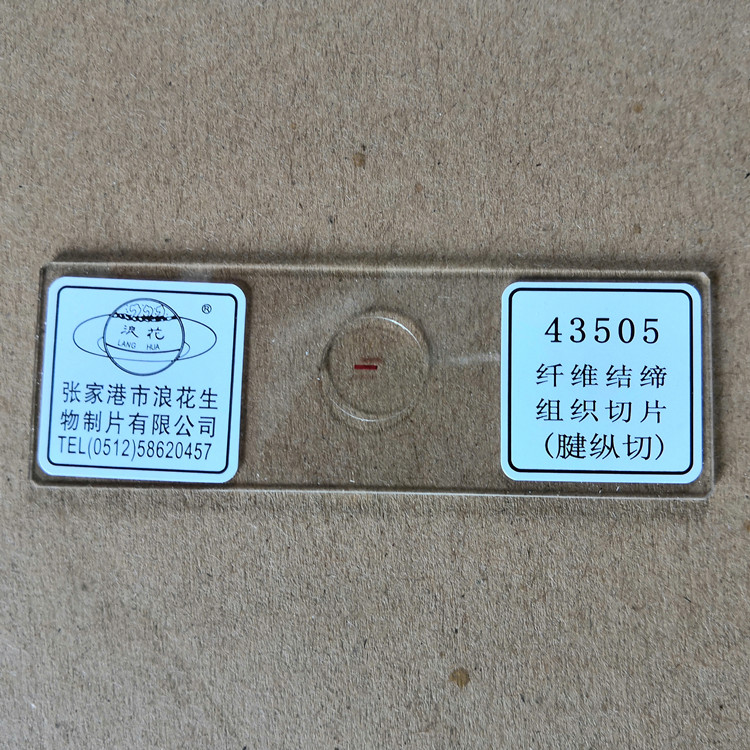 浪花
LANG HUA
®
张家港市浪花生
物制片有限公司
TEL(0512)58620457
43505
纤维结缔
组织切片
(腱纵切)